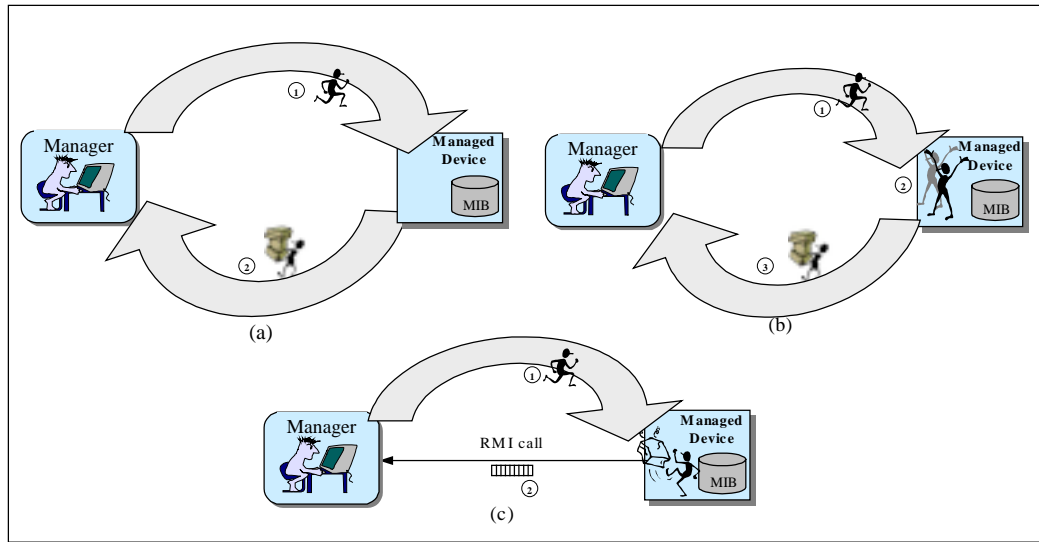 1
Manager
Managed
Device
MIB
2
(a)
1
Manager
Managed
Device
2
MIB
3
(b)
1
Manager
Managed
Device
RMI call
MIB
2
(c)